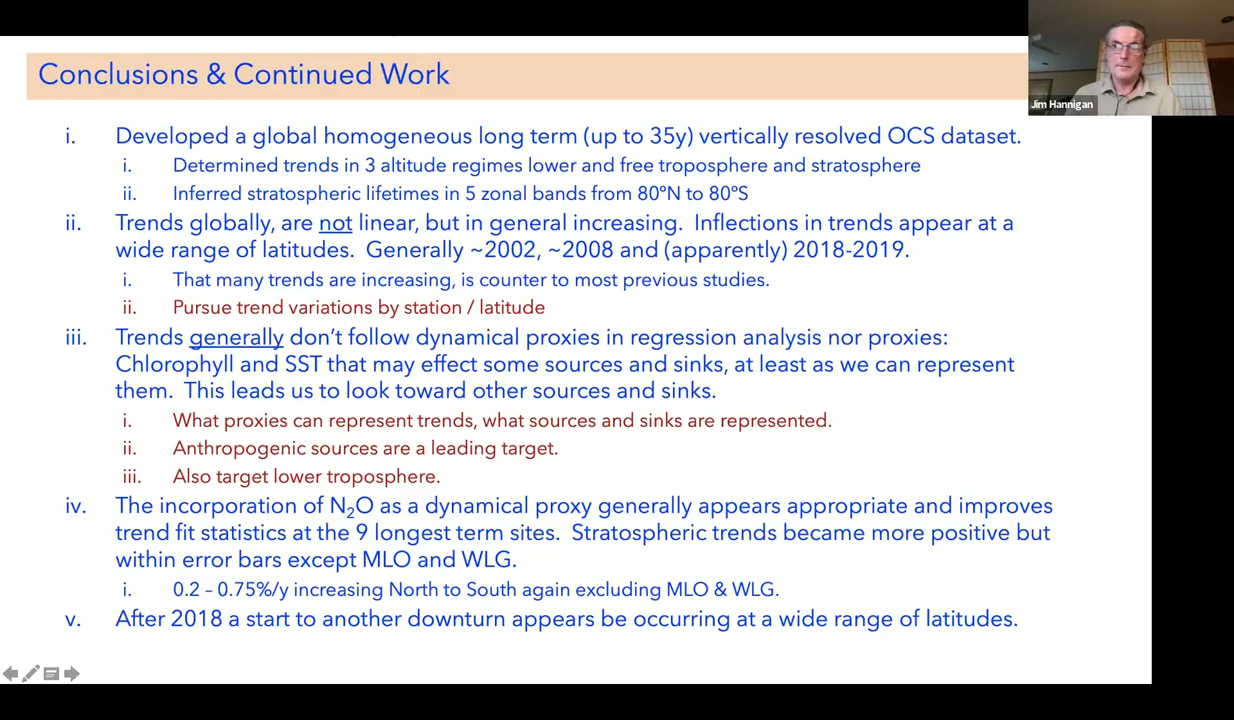 Conclusions & Continued Work
Jim Hannigan
i. Developed a global homogeneous long term (up to 35y) vertically resolved OCS dataset.
i. Determined trends in 3 altitude regimes lower and free troposphere and stratosphere
ii. Inferred stratospheric lifetimes in 5 zonal bands from 80ºN to 80ºS
ii. Trends globally, are not linear, but in general increasing. Inflections in trends appear at a
wide range of latitudes. Generally ~2002, ~2008 and (apparently) 2018-2019.
i. That many trends are increasing, is counter to most previous studies.
ii. Pursue trend variations by station / latitude
iii. Trends generally don't follow dynamical proxies in regression analysis nor proxies:
Chlorophyll and SST that may effect some sources and sinks, at least as we can represent
them. This leads us to look toward other sources and sinks.
i. What proxies can represent trends, what sources and sinks are represented.
ii. Anthropogenic sources are a leading target.
iii. Also target lower troposphere.
iv. The incorporation of N₂O as a dynamical proxy generally appears appropriate and improves
trend fit statistics at the 9 longest term sites. Stratospheric trends became more positive but
within error bars except MLO and WLG.
i. 0.2 – 0.75%/y increasing North to South again excluding MLO & WLG.
v. After 2018 a start to another downturn appears be occurring at a wide range of latitudes.